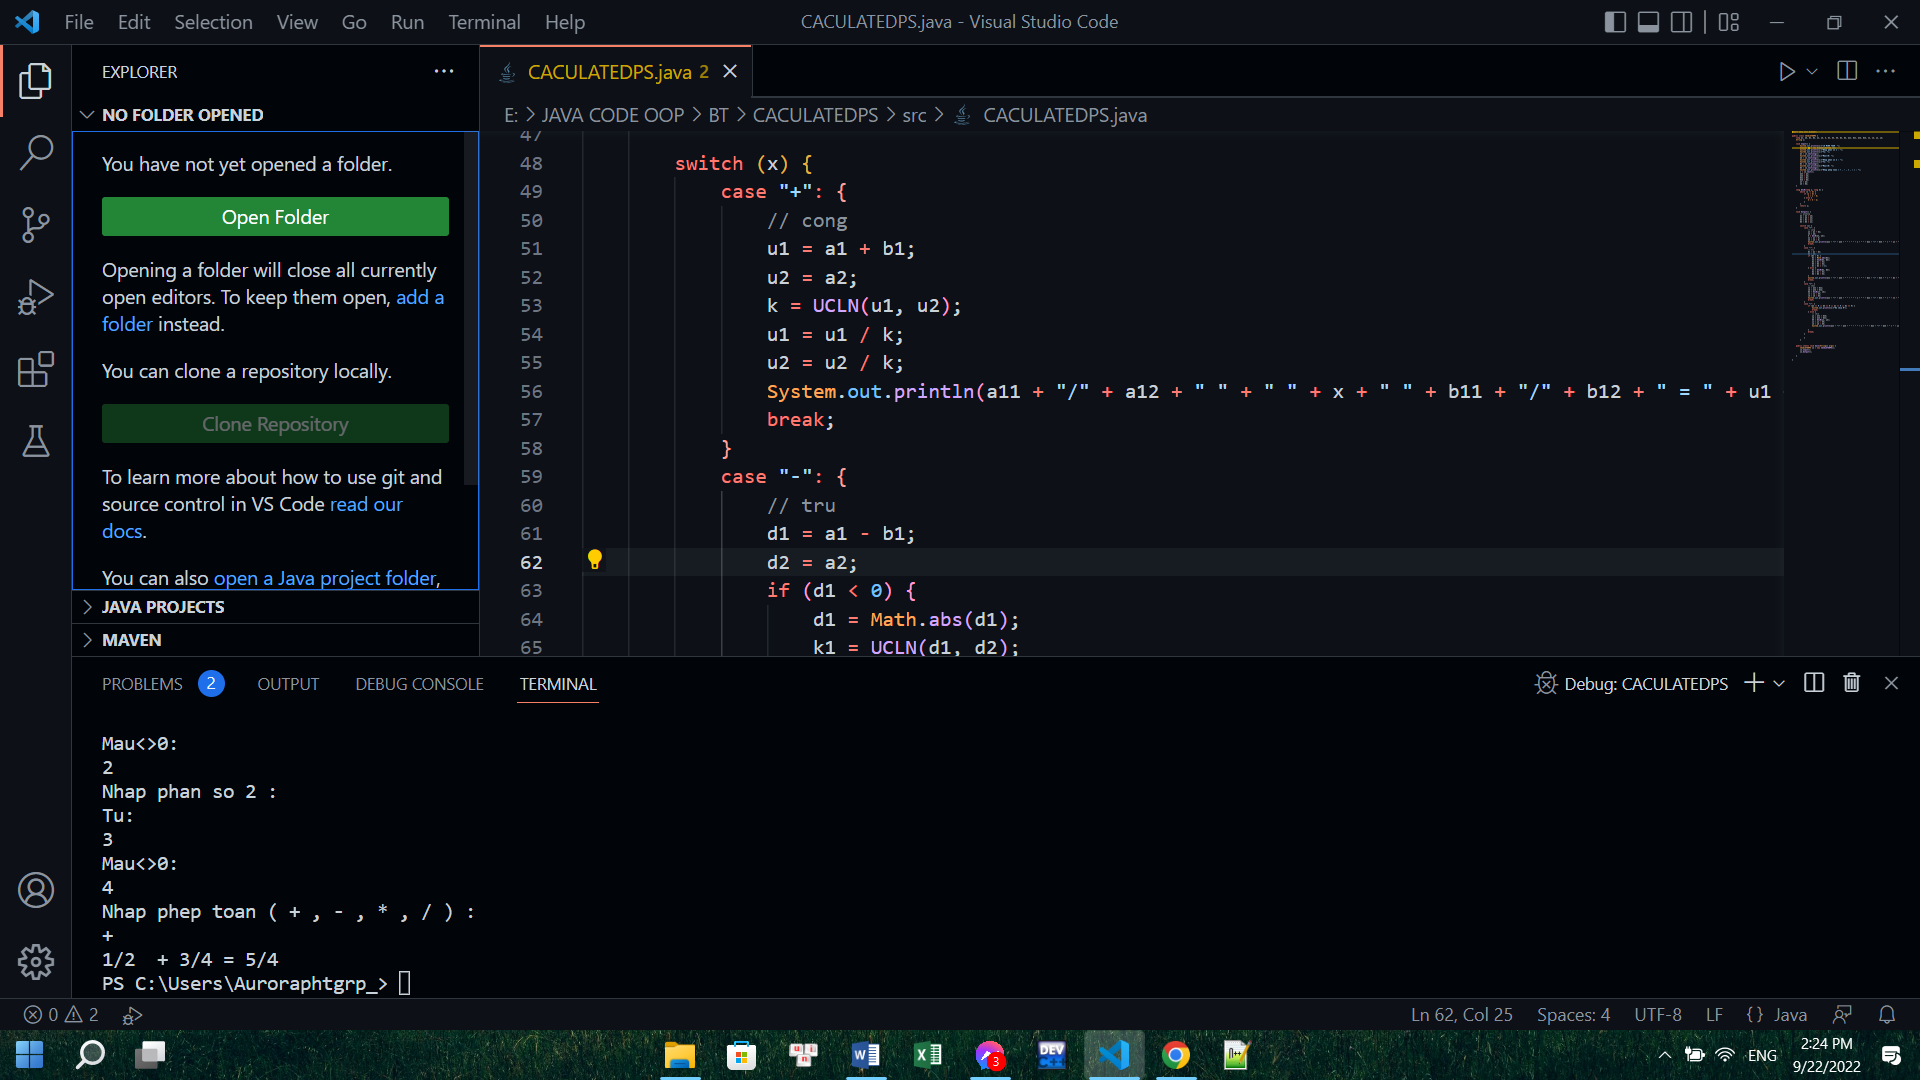 File Edit Selection View Go Run Terminal Help
CACULATEDPS.java - Visual Studio Code
EXPLORER
NO FOLDER OPENED
You have not yet opened a folder.
Open Folder
Opening a folder will close all currently
open editors. To keep them open, add a
folder instead.
You can clone a repository locally.
Clone Repository
To learn more about how to use git and
source control in VS Code read our
docs.
You can also open a Java project folder,
JAVA PROJECTS
MAVEN
CACULATEDPS.java 2
E: > JAVA CODE OOP > BT > CACULATEDPS > src > CACULATEDPS.java
47
48 switch (x) {
49 case "+": {
50 // cong
51 u1 = a1 + b1;
52 u2 = a2;
53 k = UCLN(u1, u2);
54 u1 = u1 / k;
55 u2 = u2 / k;
56 System.out.println(a11 + "/" + a12 + " " + " " + x + " " + b11 + "/" + b12 + " = " + u1
57 break;
58 }
59 case "-": {
60 // tru
61 d1 = a1 - b1;
62 d2 = a2;
63 if (d1 < 0) {
64 d1 = Math.abs(d1);
65 k1 = UCLN(d1, d2);
PROBLEMS 2 OUTPUT DEBUG CONSOLE TERMINAL
Debug: CACULATEDPS
Mau<>0:
2
Nhap phan so 2 :
Tu:
3
Mau<>0:
4
Nhap phep toan ( + , - , * , / ) :
+
1/2  + 3/4 = 5/4
PS C:\Users\Auroraphtgrp_>
0 2
Ln 62, Col 25 Spaces: 4 UTF-8 LF {} Java
3
DEV
ENG
2:24 PM
9/22/2022